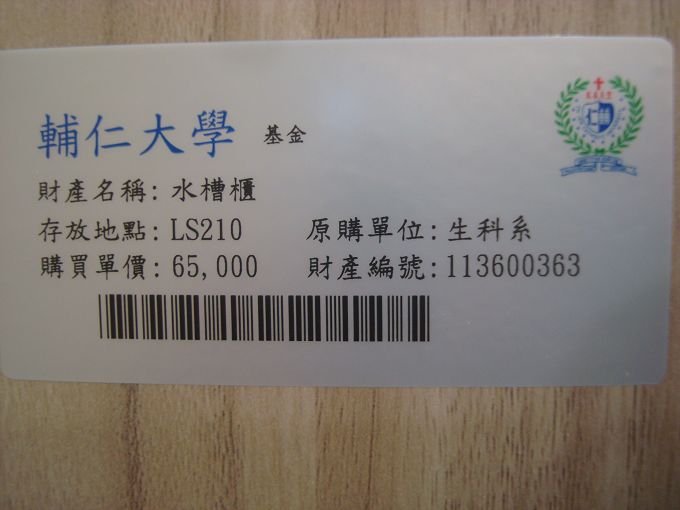 輔仁大學 基金
財產名稱: 水槽櫃
存放地點: LS210 原購單位: 生科系
購買單價: 65,000 財產編號: 113600363